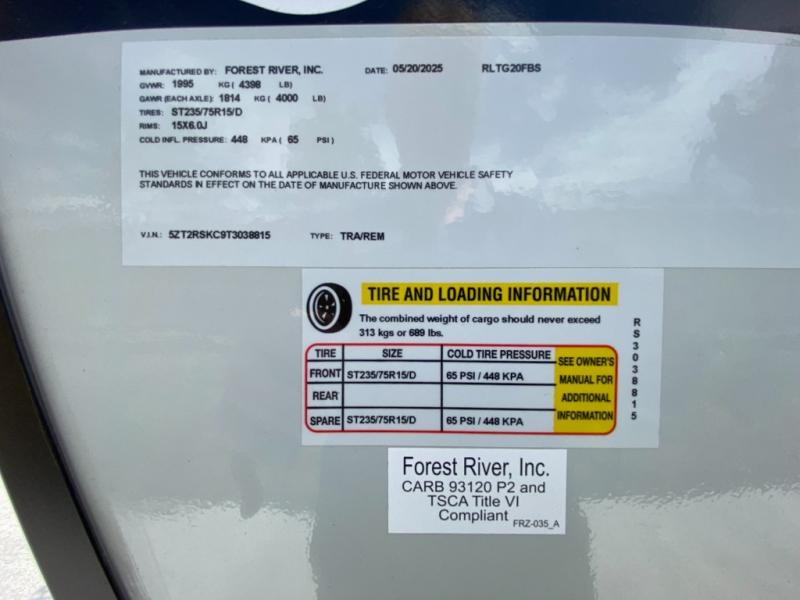 MANUFACTURED BY: FOREST RIVER, INC. DATE: 05/20/2025 RLTG20FBS
GVWR: 1995 KG ( 4398 LB)
GAWR (EACH AXLE): 1814 KG ( 4000 LB)
TIRES: ST235/75R15/D
RIMS: 15X6.0J
COLD INFL. PRESSURE: 448 KPA ( 65 PSI )
THIS VEHICLE CONFORMS TO ALL APPLICABLE U.S. FEDERAL MOTOR VEHICLE SAFETY
STANDARDS IN EFFECT ON THE DATE OF MANUFACTURE SHOWN ABOVE.
V.I.N.: 5ZT2RSKC9T3038815 TYPE: TRA/REM
TIRE AND LOADING INFORMATION
The combined weight of cargo should never exceed
313 kgs or 689 lbs.
TIRE SIZE COLD TIRE PRESSURE
FRONT ST235/75R15/D 65 PSI / 448 KPA
REAR
SPARE ST235/75R15/D 65 PSI / 448 KPA
SEE OWNER'S
MANUAL FOR
ADDITIONAL
INFORMATION
RS3038815
Forest River, Inc.
CARB 93120 P2 and
TSCA Title VI
Compliant
FRZ-035_A